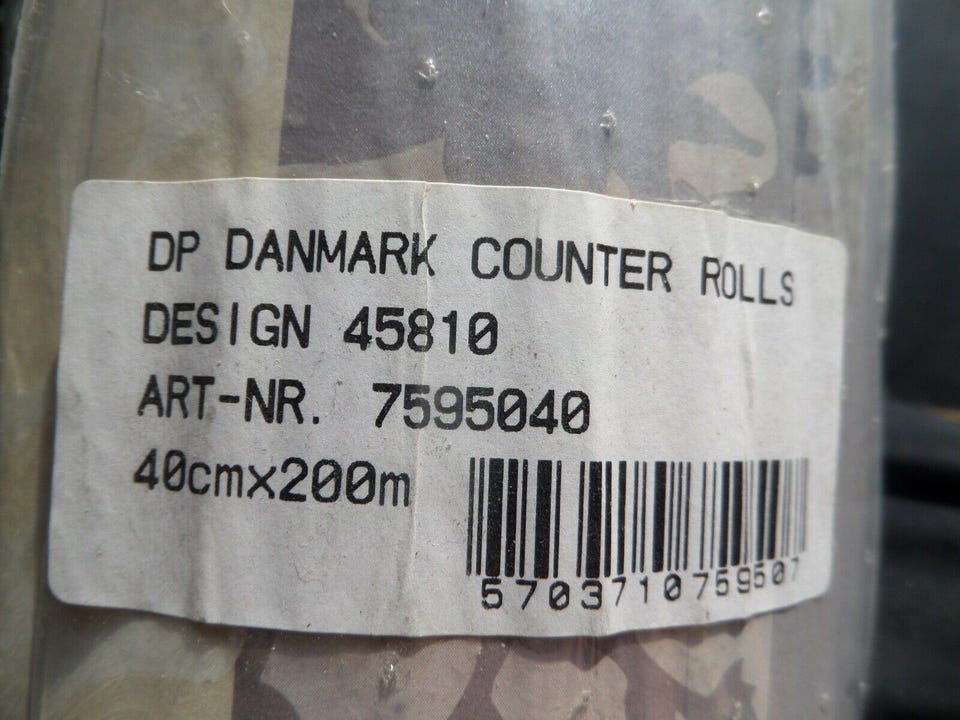 DP DANMARK COUNTER ROLLS
DESIGN 45810
ART-NR. 7595040
40cmx200m
5703710759507